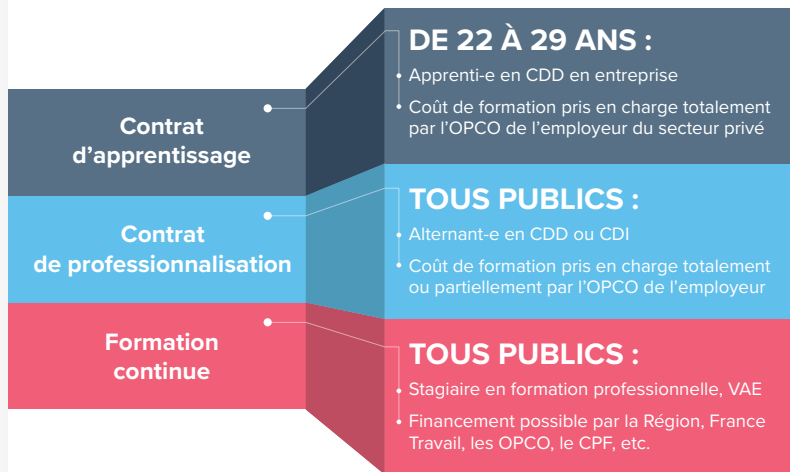 Contrat
d'apprentissage
DE 22 À 29 ANS :
• Apprenti-e en CDD en entreprise
• Coût de formation pris en charge totalement
par l'OPCO de l'employeur du secteur privé
Contrat
de professionnalisation
TOUS PUBLICS :
• Alternant-e en CDD ou CDI
• Coût de formation pris en charge totalement
ou partiellement par l'OPCO de l'employeur
Formation
continue
TOUS PUBLICS :
• Stagiaire en formation professionnelle, VAE
• Financement possible par la Région, France
Travail, les OPCO, le CPF, etc.